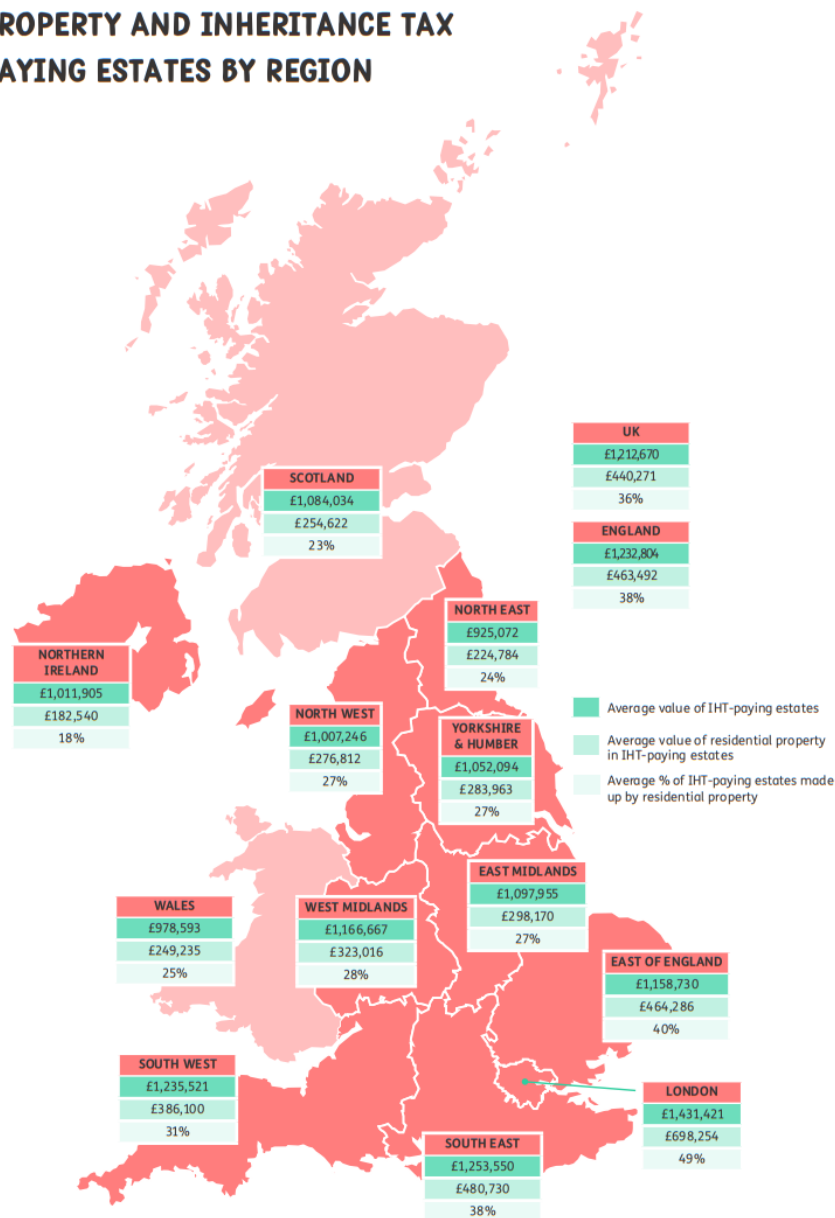 ROPERTY AND INHERITANCE TAX
AYING ESTATES BY REGION
UK
£1,212,670
£440,271
36%
SCOTLAND
£1,084,034
£254,622
23%
ENGLAND
£1,232,804
£463,492
38%
NORTH EAST
£925,072
£224,784
24%
NORTHERN
IRELAND
£1,011,905
£182,540
18%
NORTH WEST
£1,007,246
£276,812
27%
YORKSHIRE
& HUMBER
£1,052,094
£283,963
27%
Average value of IHT-paying estates
Average value of residential property
in IHT-paying estates
Average % of IHT-paying estates made
up by residential property
EAST MIDLANDS
£1,097,955
£298,170
27%
WALES
£978,593
£249,235
25%
WEST MIDLANDS
£1,166,667
£323,016
28%
EAST OF ENGLAND
£1,158,730
£464,286
40%
SOUTH WEST
£1,235,521
£386,100
31%
LONDON
£1,431,421
£698,254
49%
SOUTH EAST
£1,253,550
£480,730
38%